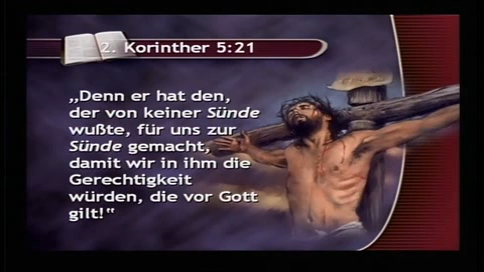 2. Korinther 5:21
„Denn er hat den,
der von keiner Sünde
wußte, für uns zur
Sünde gemacht,
damit wir in ihm die
Gerechtigkeit
würden, die vor Gott
gilt!“